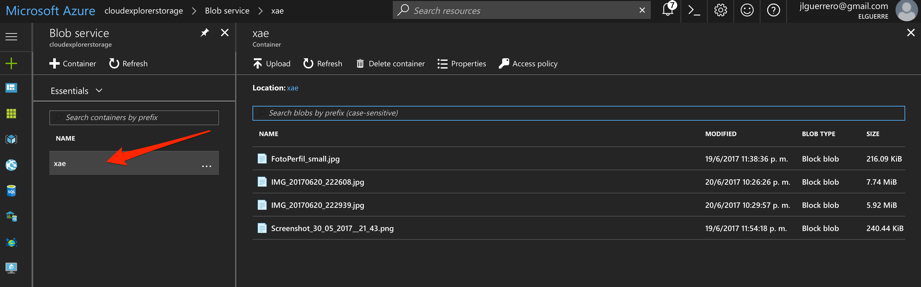 Microsoft Azure cloudexplorerstorage > Blob service > xae
Search resources
7
jlguerrero@gmail.com
ELGUERRE
Blob service
cloudexplorerstorage
Container Refresh
Essentials
Search containers by prefix
NAME
xae ...
xae
Container
Upload Refresh Delete container Properties Access policy
Location: xae
Search blobs by prefix (case-sensitive)
NAME MODIFIED BLOB TYPE SIZE
FotoPerfil_small.jpg 19/6/2017 11:38:36 p. m. Block blob 216.09 KiB
IMG_20170620_222608.jpg 20/6/2017 10:26:26 p. m. Block blob 7.74 MiB
IMG_20170620_222939.jpg 20/6/2017 10:29:57 p. m. Block blob 5.92 MiB
Screenshot_30_05_2017__21_43.png 19/6/2017 11:54:18 p. m. Block blob 240.44 KiB